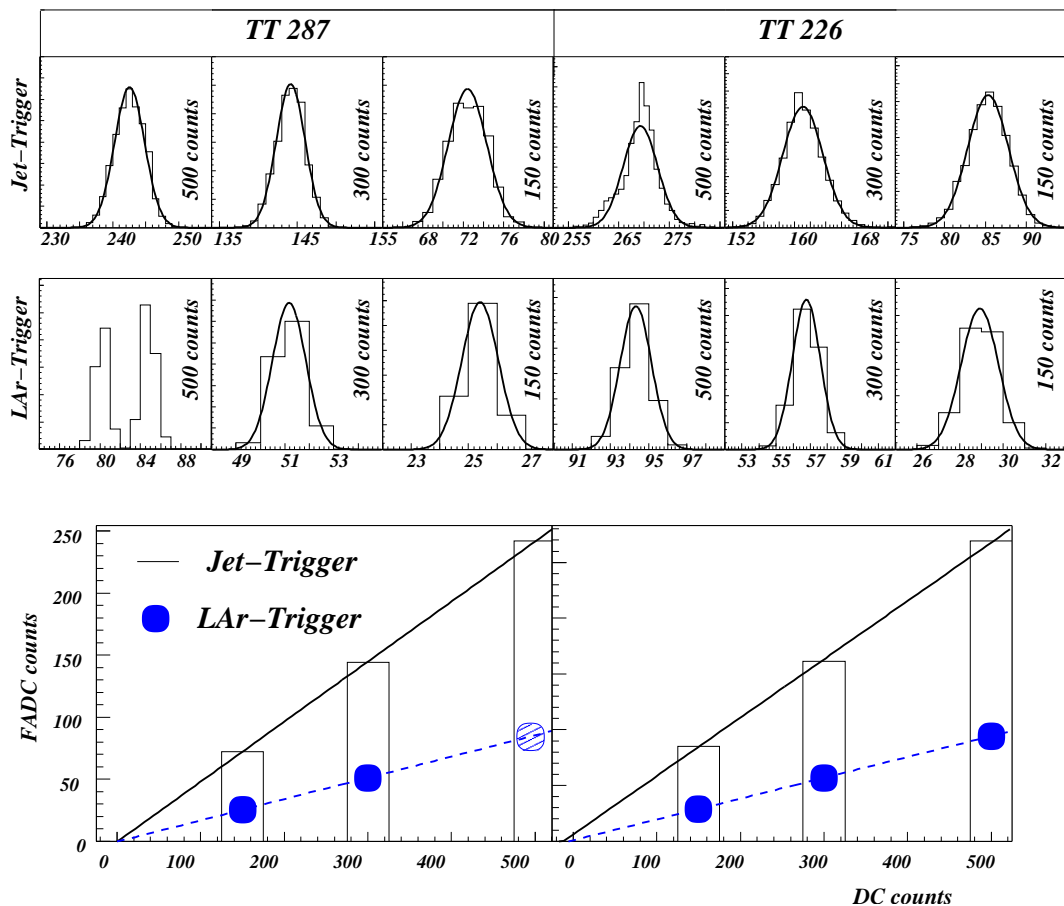 TT 287 TT 226
Jet-Trigger 500 counts 300 counts 150 counts 500 counts 300 counts 150 counts
230 240 250 135 145 155 68 72 76 80 255 265 275 152 160 168 75 80 85 90
LAr-Trigger 500 counts 300 counts 150 counts 500 counts 300 counts 150 counts
76 80 84 88 49 51 53 23 25 27 91 93 95 97 53 55 57 59 61 26 28 30 32
FADC counts
250
200
150
100
50
0
Jet-Trigger
LAr-Trigger
100 200 300 400 500 0 100 200 300 400 500
DC counts